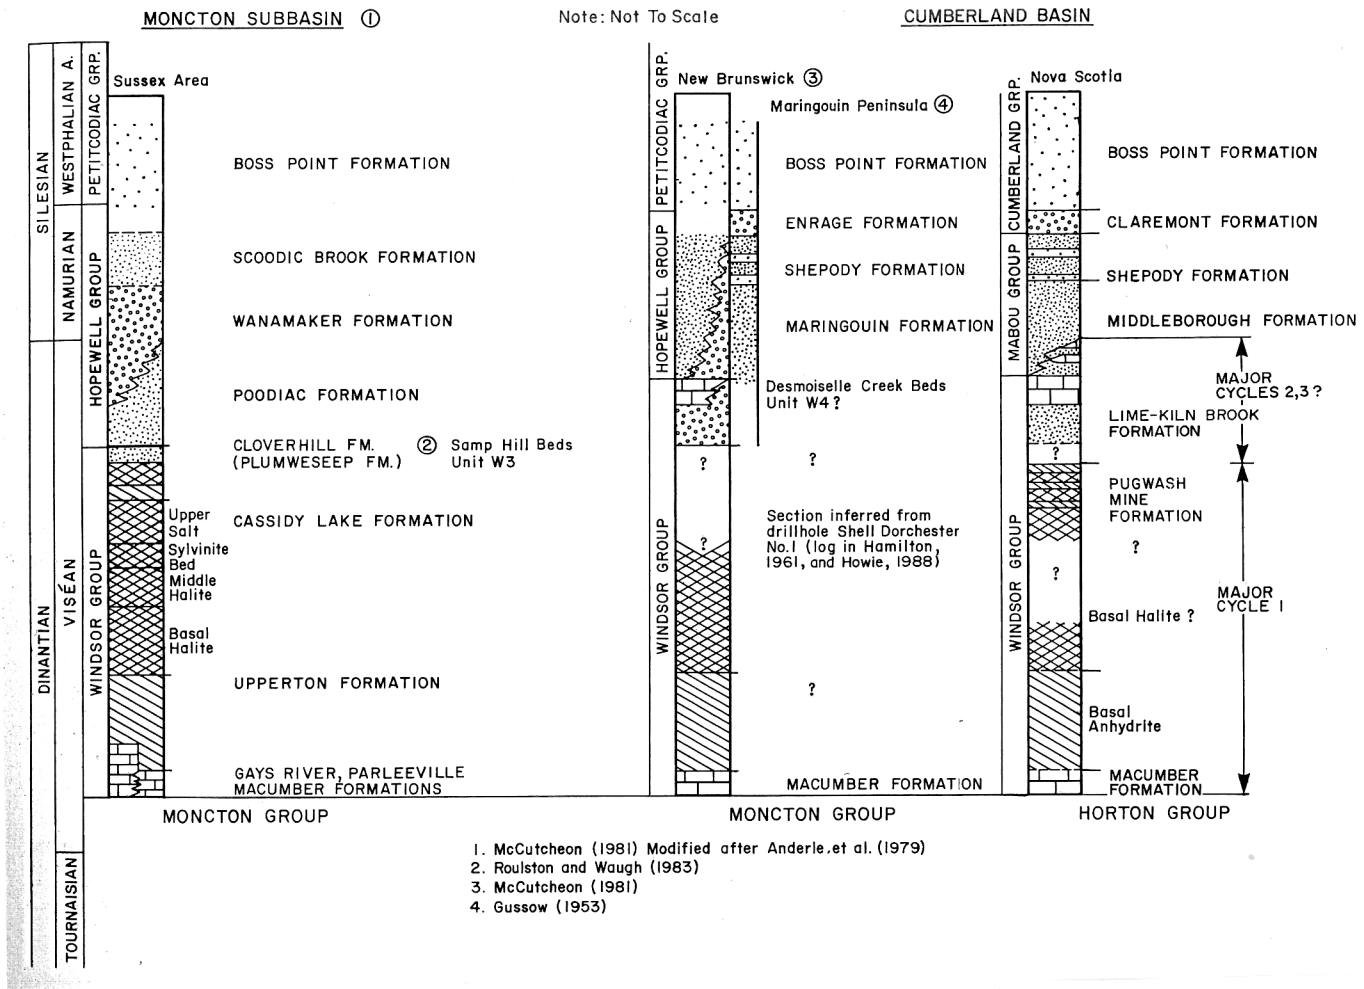 MONCTON SUBBASIN ①
Note: Not To Scale
CUMBERLAND BASIN
SILESIAN
DINANTIAN
WESTPHALIAN A.
NAMURIAN
VISÉAN
TOURNAISIAN
PETITCODIAC GRP.
HOPEWELL GROUP
WINDSOR GROUP
Sussex Area
BOSS POINT FORMATION
SCOODIC BROOK FORMATION
WANAMAKER FORMATION
POODIAC FORMATION
CLOVERHILL FM. ② Samp Hill Beds
(PLUMWESEEP FM.) Unit W3
Upper
Salt
CASSIDY LAKE FORMATION
Sylvinite
Bed
Middle
Halite
Basal
Halite
UPPERTON FORMATION
GAYS RIVER, PARLEEVILLE
MACUMBER FORMATIONS
MONCTON GROUP
PETITCODIAC GRP.
HOPEWELL GROUP
WINDSOR GROUP
New Brunswick ③
Maringouin Peninsula ④
BOSS POINT FORMATION
ENRAGE FORMATION
SHEPODY FORMATION
MARINGOUIN FORMATION
Desmoiselle Creek Beds
Unit W4?
?
?
Section inferred from
drillhole Shell Dorchester
No.1 (log in Hamilton,
1961, and Howie, 1988)
?
?
MACUMBER FORMATION
MONCTON GROUP
CUMBERLAND GRP.
MABOU GROUP
WINDSOR GROUP
Nova Scotia
BOSS POINT FORMATION
CLAREMONT FORMATION
SHEPODY FORMATION
MIDDLEBOROUGH FORMATION
MAJOR
CYCLES 2,3?
LIME-KILN BROOK
FORMATION
?
PUGWASH
MINE
FORMATION
?
?
MAJOR
CYCLE 1
Basal Halite ?
Basal
Anhydrite
MACUMBER
FORMATION
HORTON GROUP
1. McCutcheon (1981) Modified after Anderle, et al. (1979)
2. Roulston and Waugh (1983)
3. McCutcheon (1981)
4. Gussow (1953)